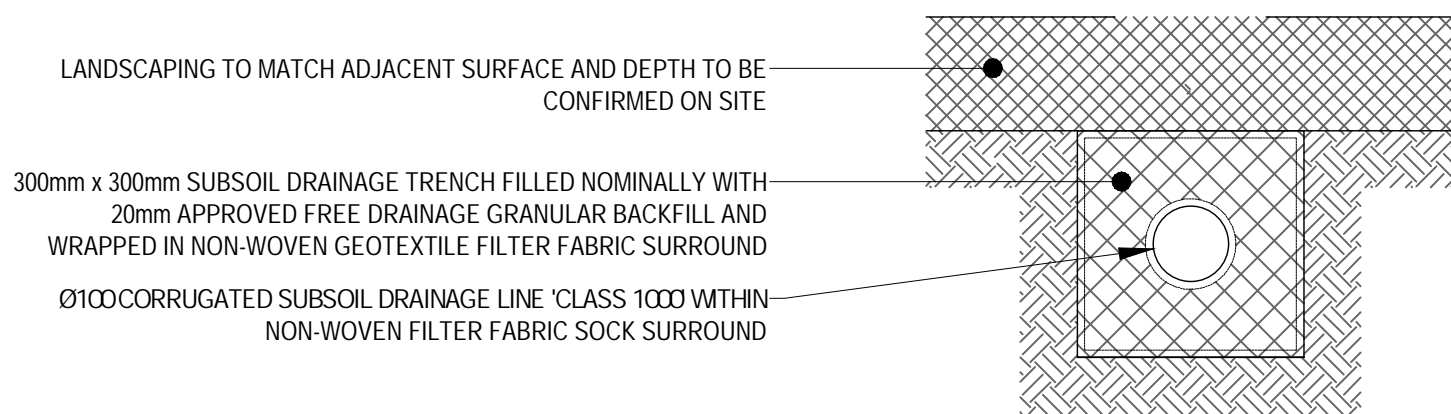 LANDSCAPING TO MATCH ADJACENT SURFACE AND DEPTH TO BE
CONFIRMED ON SITE
300mm x 300mm SUBSOIL DRAINAGE TRENCH FILLED NOMINALLY WITH
20mm APPROVED FREE DRAINAGE GRANULAR BACKFILL AND
WRAPPED IN NON-WOVEN GEOTEXTILE FILTER FABRIC SURROUND
Ø100 CORRUGATED SUBSOIL DRAINAGE LINE 'CLASS 1000' WITHIN
NON-WOVEN FILTER FABRIC SOCK SURROUND